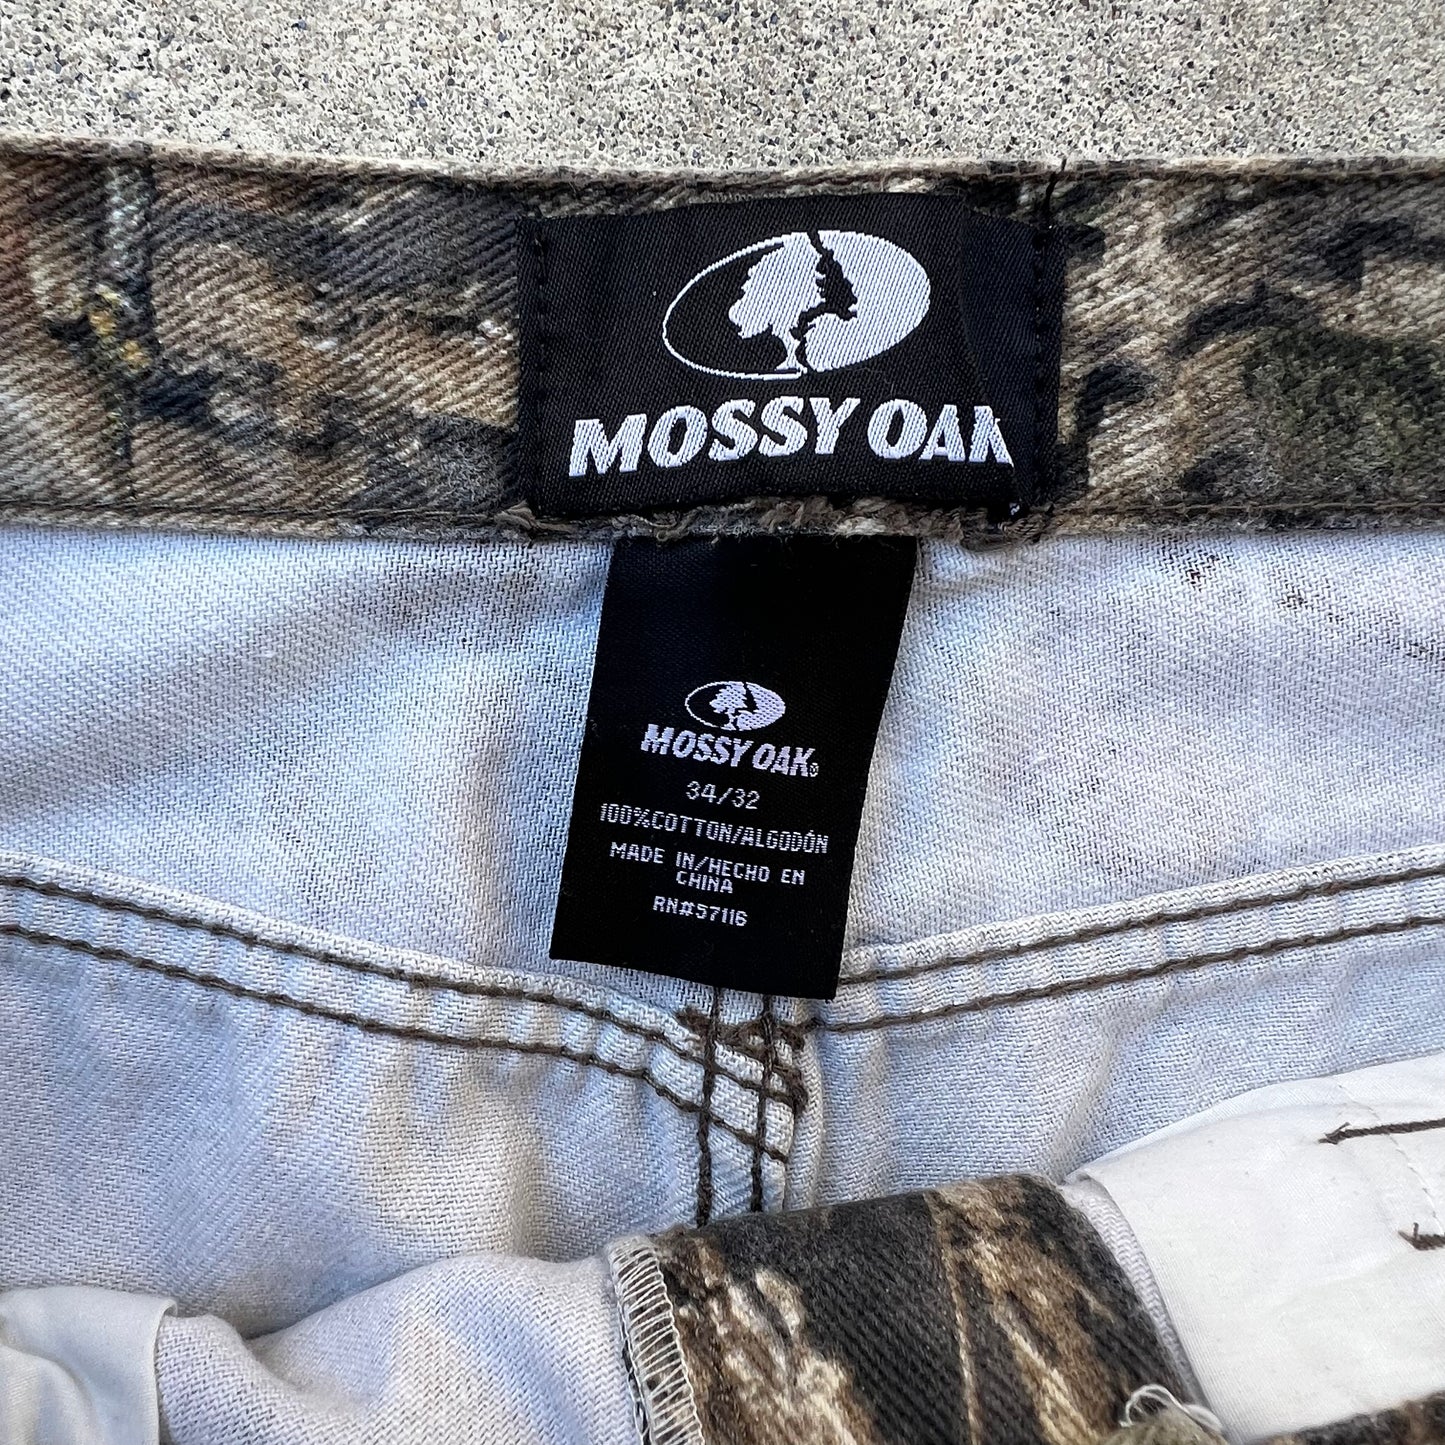 MOSSY OAK
MOSSY OAK®
34/32
100%COTTON/ALGODÓN
MADE IN/HECHO EN
CHINA
RN#57116